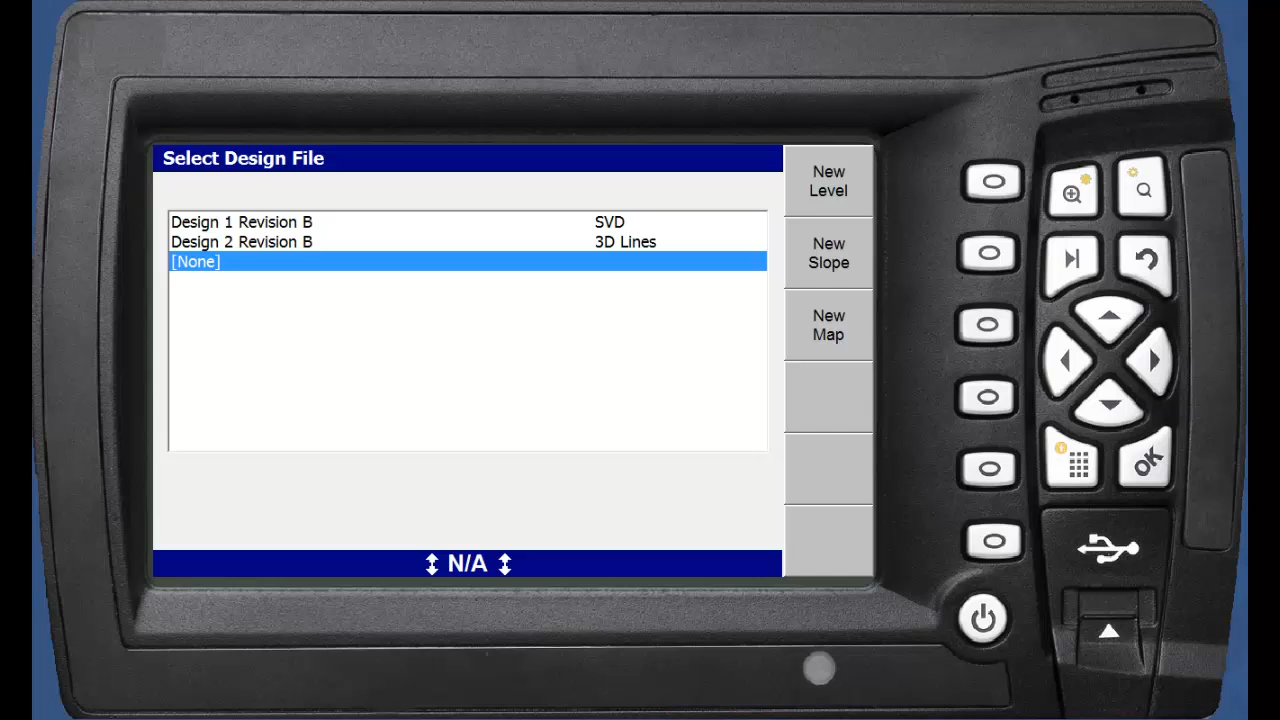 Select Design File
Design 1 Revision B SVD
Design 2 Revision B 3D Lines
[None]
N/A
New
Level
New
Slope
New
Map
OK